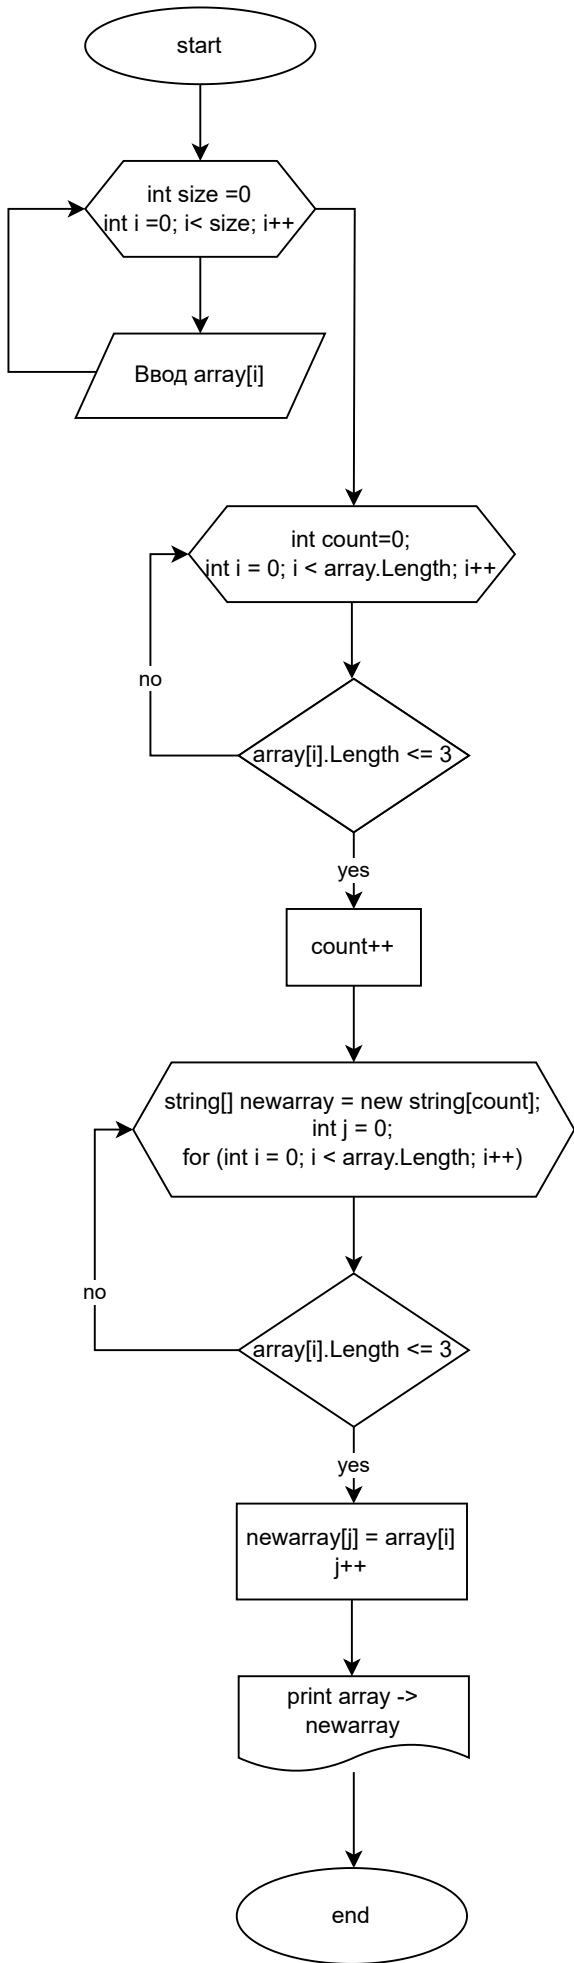 start
int size =0
int i =0; i< size; i++
Ввод array[i]
int count=0;
int i = 0; i < array.Length; i++
no
array[i].Length <= 3
yes
count++
string[] newarray = new string[count];
int j = 0;
for (int i = 0; i < array.Length; i++)
no
array[i].Length <= 3
yes
newarray[j] = array[i]
j++
print array ->
newarray
end